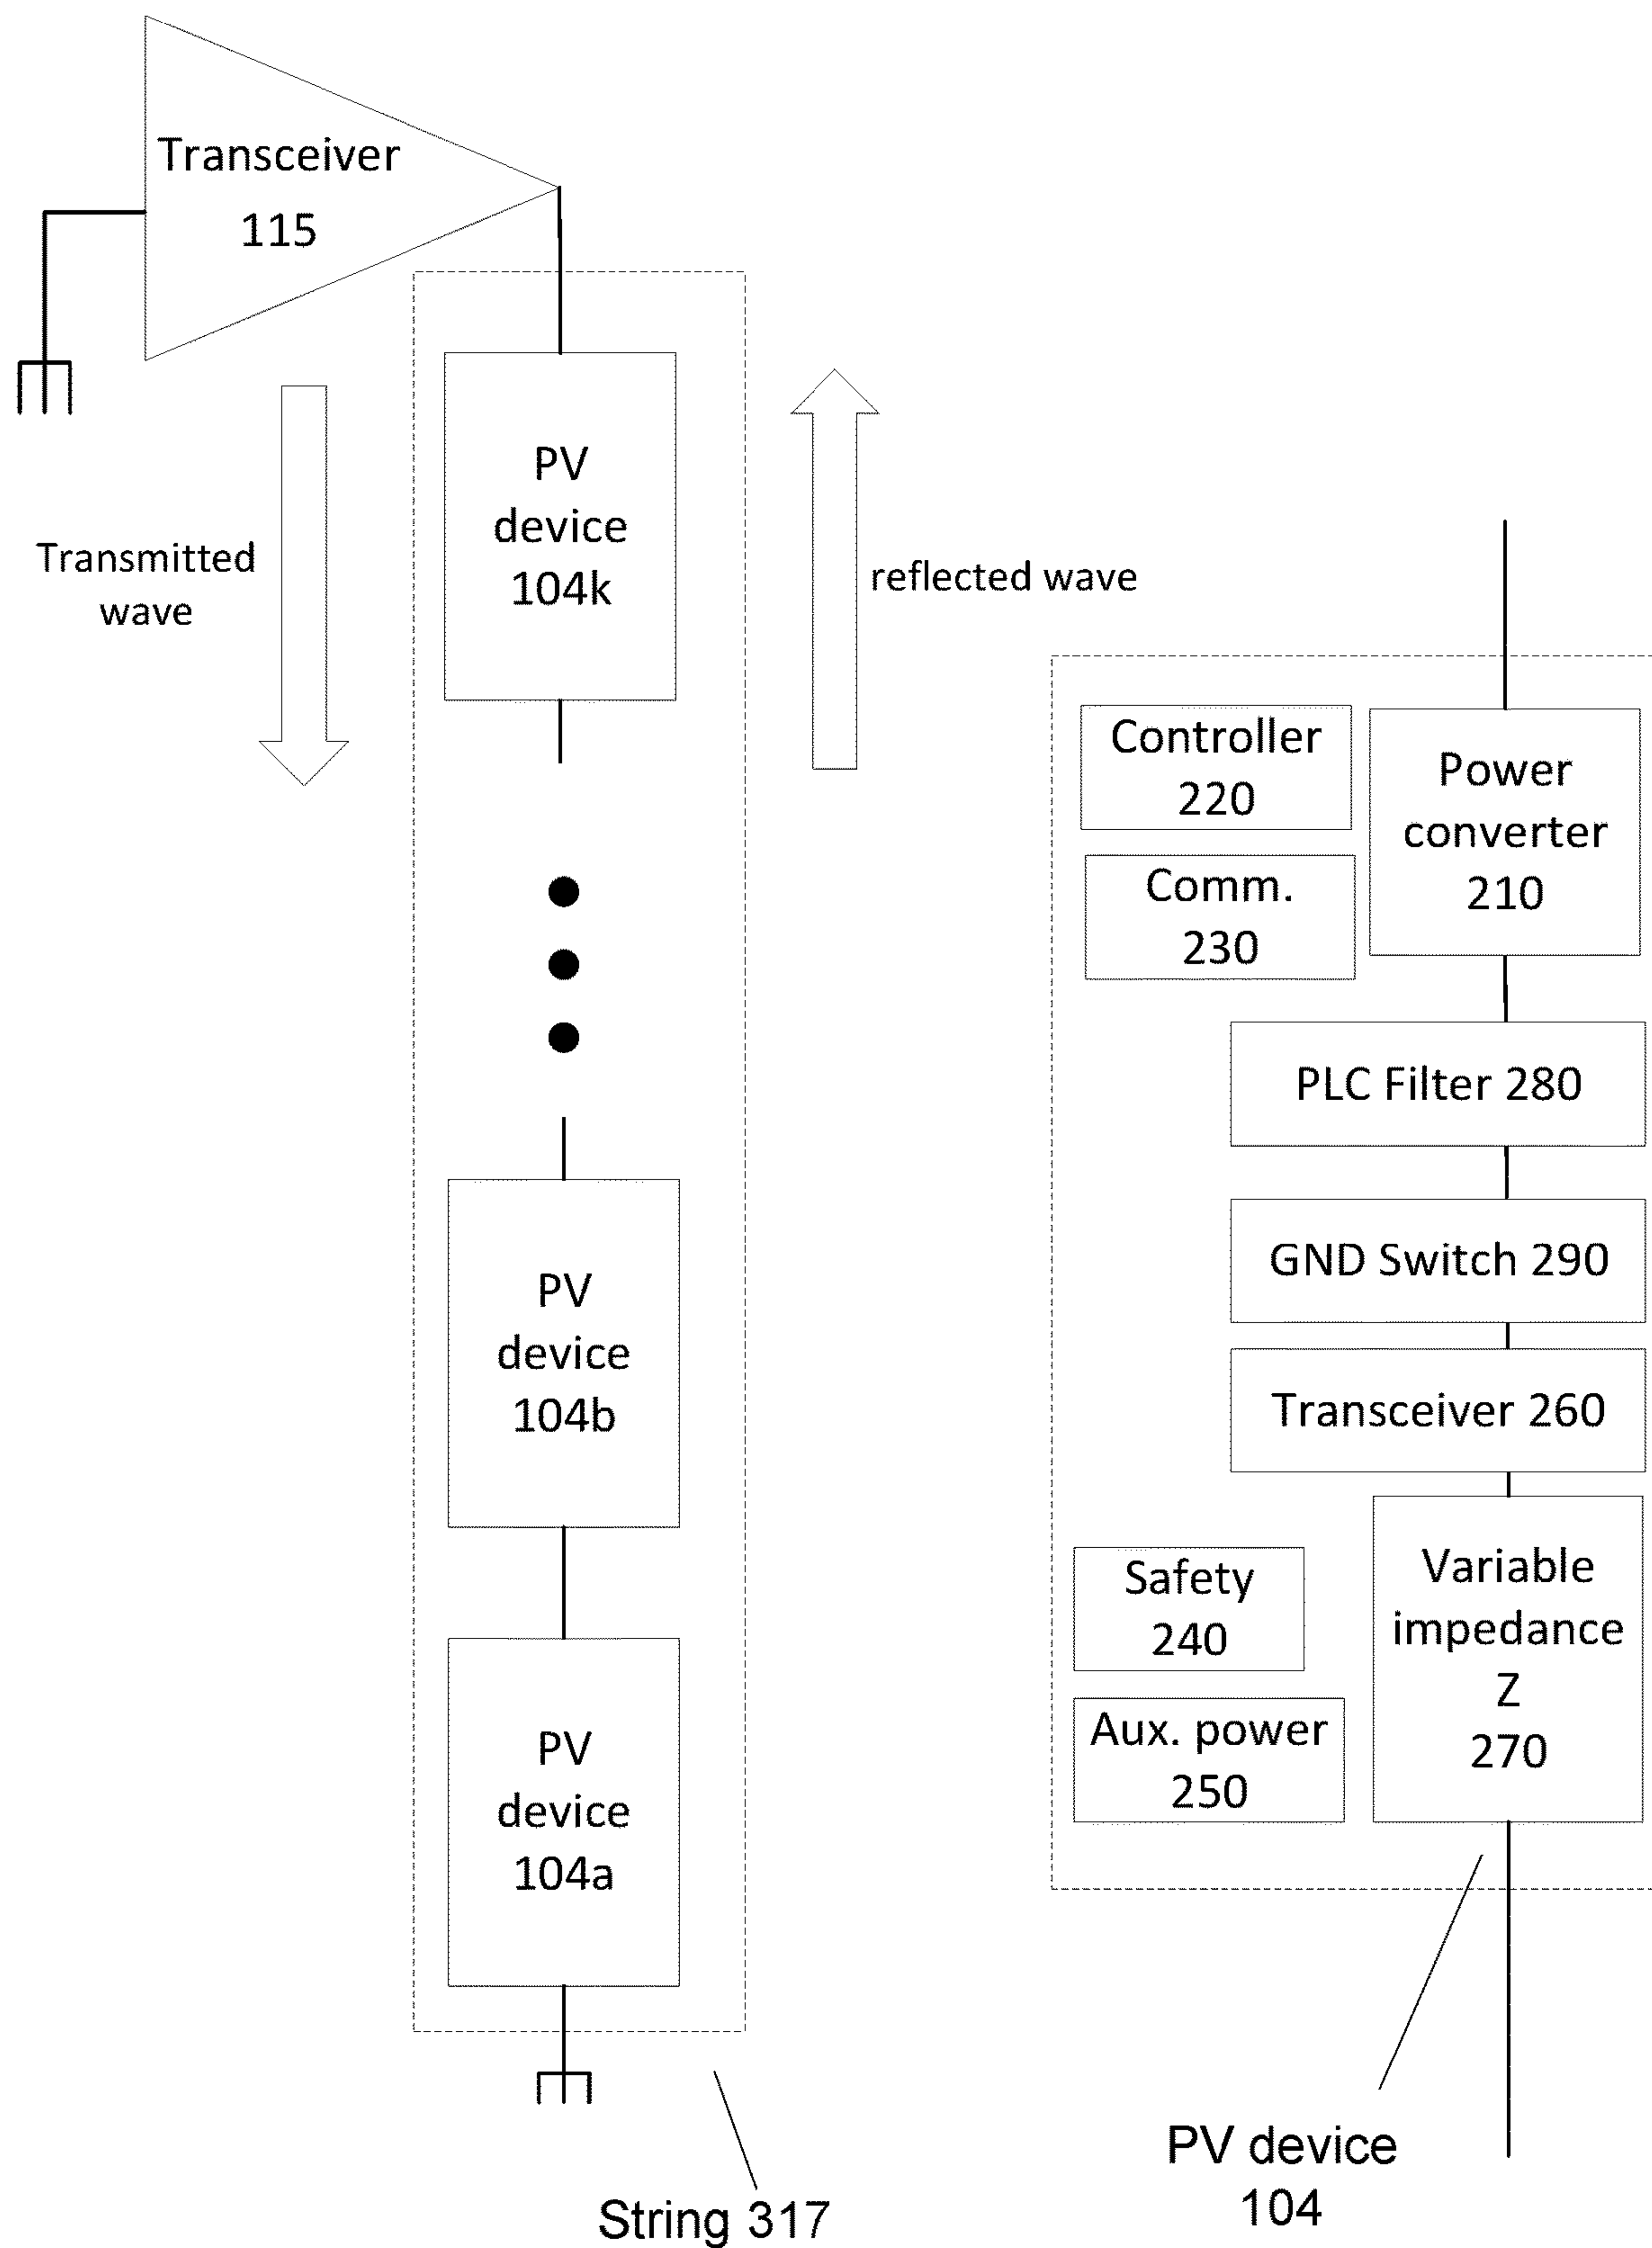 Transceiver
115
PV
device
104k
Transmitted
wave
reflected wave
PV
device
104b
PV
device
104a
String 317
Controller
220
Power
converter
210
Comm.
230
PLC Filter 280
GND Switch 290
Transceiver 260
Safety
240
Variable
impedance
Z
270
Aux. power
250
PV device
104